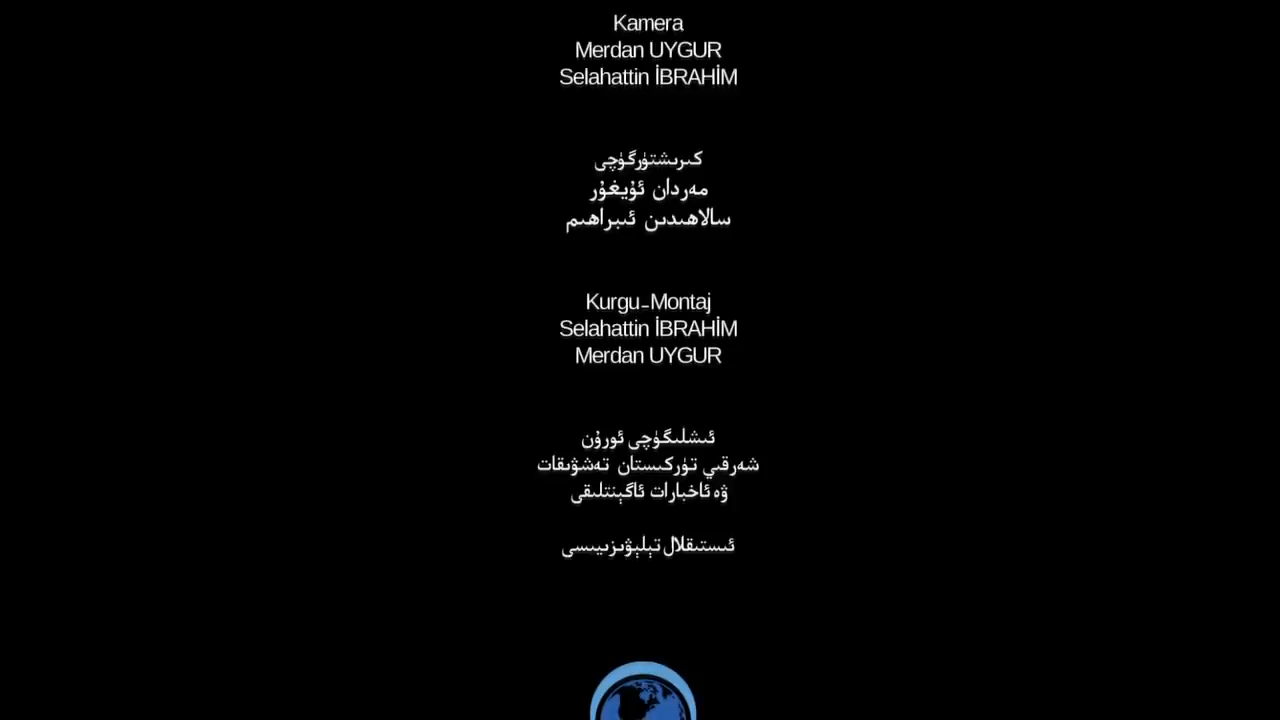 Kamera
Merdan UYGUR
Selahattin İBRAHİM
كىرىشتۈرگۈچى
مەردان ئۇيغۇر
سالاھىدىن ئىبراھىم
Kurgu-Montaj
Selahattin İBRAHİM
Merdan UYGUR
ئىشلىگۈچى ئورۇن
شەرقىي تۈركىستان تەشۋىقات
ۋە ئاخبارات ئاگېنتلىقى
ئىستىقلال تېلېۋىزىيىسى